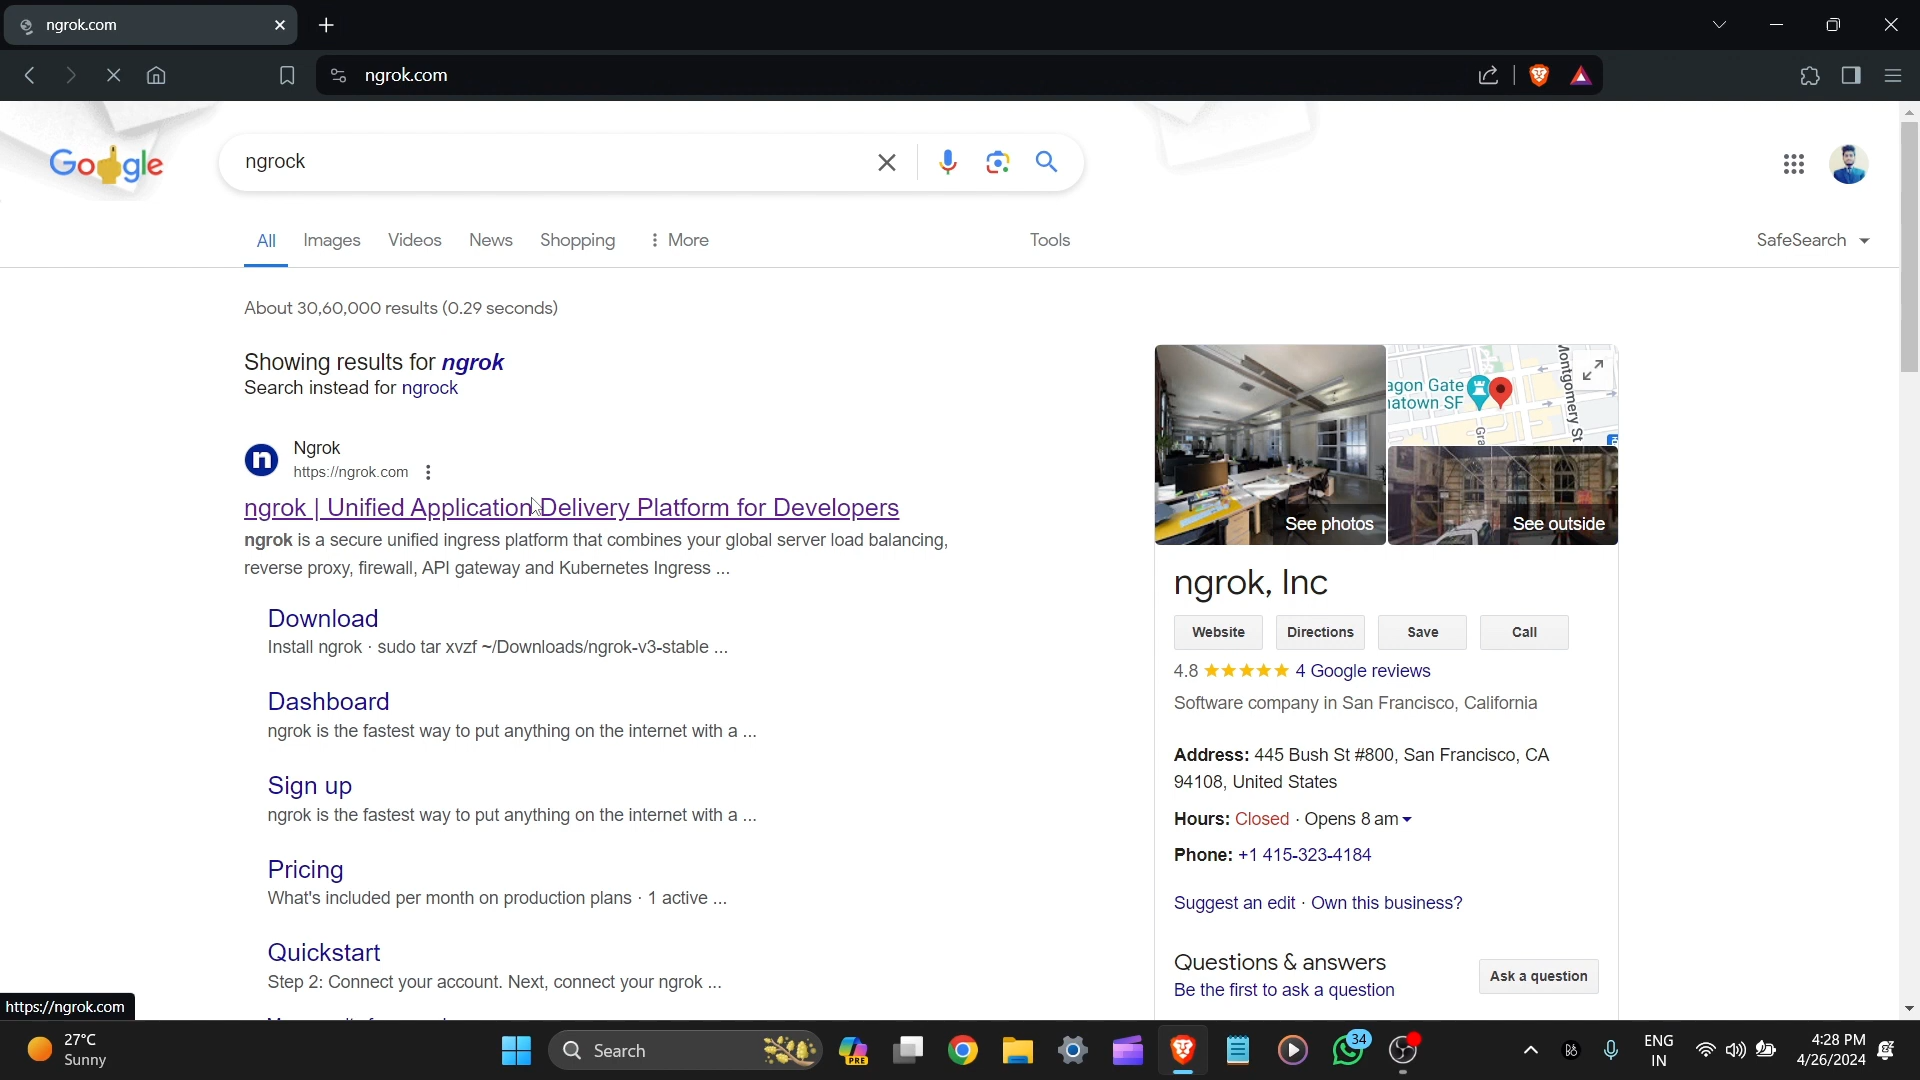 ngrok.com
ngrok.com
Google
ngrock
All
Images
Videos
News
Shopping
More
Tools
SafeSearch
About 30,60,000 results (0.29 seconds)
Showing results for ngrok
Search instead for ngrock
n
Ngrok
https://ngrok.com
ngrok | Unified Application Delivery Platform for Developers
ngrok is a secure unified ingress platform that combines your global server load balancing,
reverse proxy, firewall, API gateway and Kubernetes Ingress ...
Download
Install ngrok · sudo tar xvzf ~/Downloads/ngrok-v3-stable ...
Dashboard
ngrok is the fastest way to put anything on the internet with a ...
Sign up
ngrok is the fastest way to put anything on the internet with a ...
Pricing
What's included per month on production plans · 1 active ...
Quickstart
Step 2: Connect your account. Next, connect your ngrok ...
agon Gate
natown SF
Montgomery St
Gra
See photos
See outside
ngrok, Inc
Website
Directions
Save
Call
4.8 4 Google reviews
Software company in San Francisco, California
Address: 445 Bush St #800, San Francisco, CA
94108, United States
Hours: Closed · Opens 8 am
Phone: +1 415-323-4184
Suggest an edit · Own this business?
Questions & answers
Be the first to ask a question
Ask a question
https://ngrok.com
27°C
Sunny
Search
PRE
34
ENG
IN
4:28 PM
4/26/2024